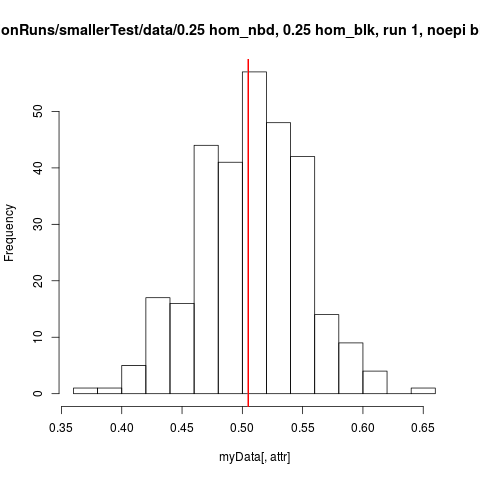 onRuns/smallerTest/data/0.25 hom_nbd, 0.25 hom_blk, run 1, noepi b
Frequency
50
40
30
20
10
0
0.35 0.40 0.45 0.50 0.55 0.60 0.65
myData[, attr]